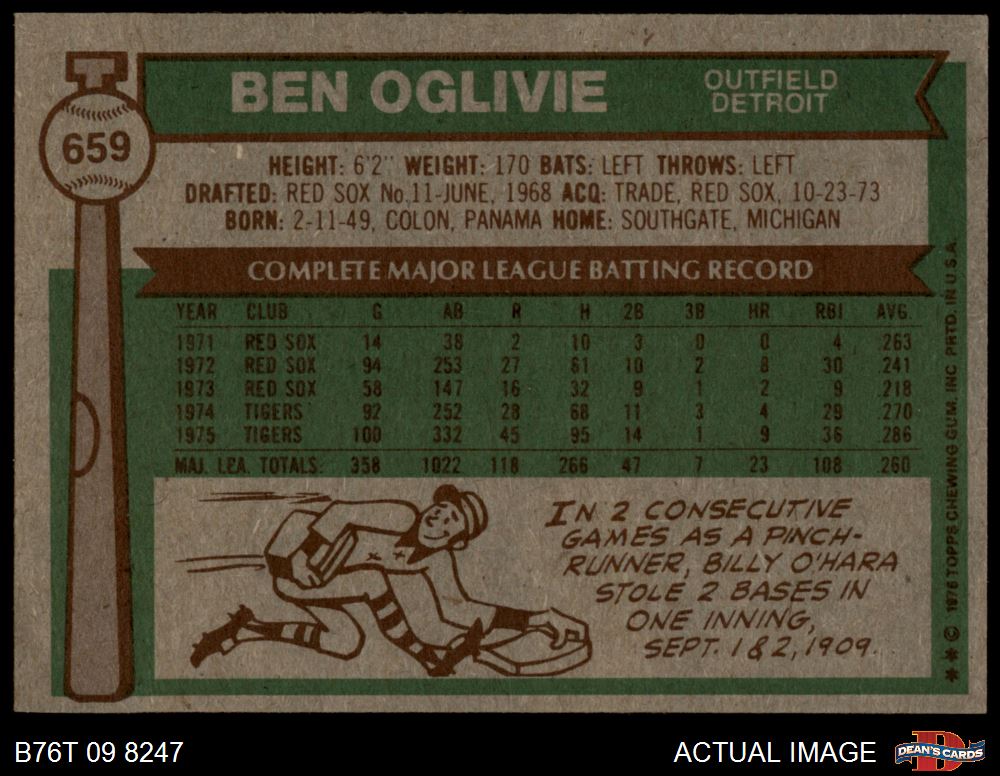 T
659
BEN OGLIVIE
OUTFIELD
DETROIT
HEIGHT: 6'2" WEIGHT: 170 BATS: LEFT THROWS: LEFT
DRAFTED: RED SOX No.11-JUNE, 1968 ACQ: TRADE, RED SOX, 10-23-73
BORN: 2-11-49, COLON, PANAMA HOME: SOUTHGATE, MICHIGAN
COMPLETE MAJOR LEAGUE BATTING RECORD
YEAR CLUB G AB R H 2B 3B HR RBI AVG.
1971 RED SOX 14 38 2 10 3 0 0 4 .263
1972 RED SOX 94 253 27 61 10 2 8 30 .241
1973 RED SOX 58 147 16 32 9 1 2 9 .218
1974 TIGERS 92 252 28 68 11 3 4 29 .270
1975 TIGERS 100 332 45 95 14 1 9 36 .286
MAJ. LEA. TOTALS: 358 1022 118 266 47 7 23 108 .260
IN 2 CONSECUTIVE
GAMES AS A PINCH-
RUNNER, BILLY O'HARA
STOLE 2 BASES IN
ONE INNING,
SEPT. 1 & 2, 1909.
** © 1976 TOPPS CHEWING GUM, INC. PRTD. IN U.S.A.
B76T 09 8247
ACTUAL IMAGE
DEAN'S CARDS